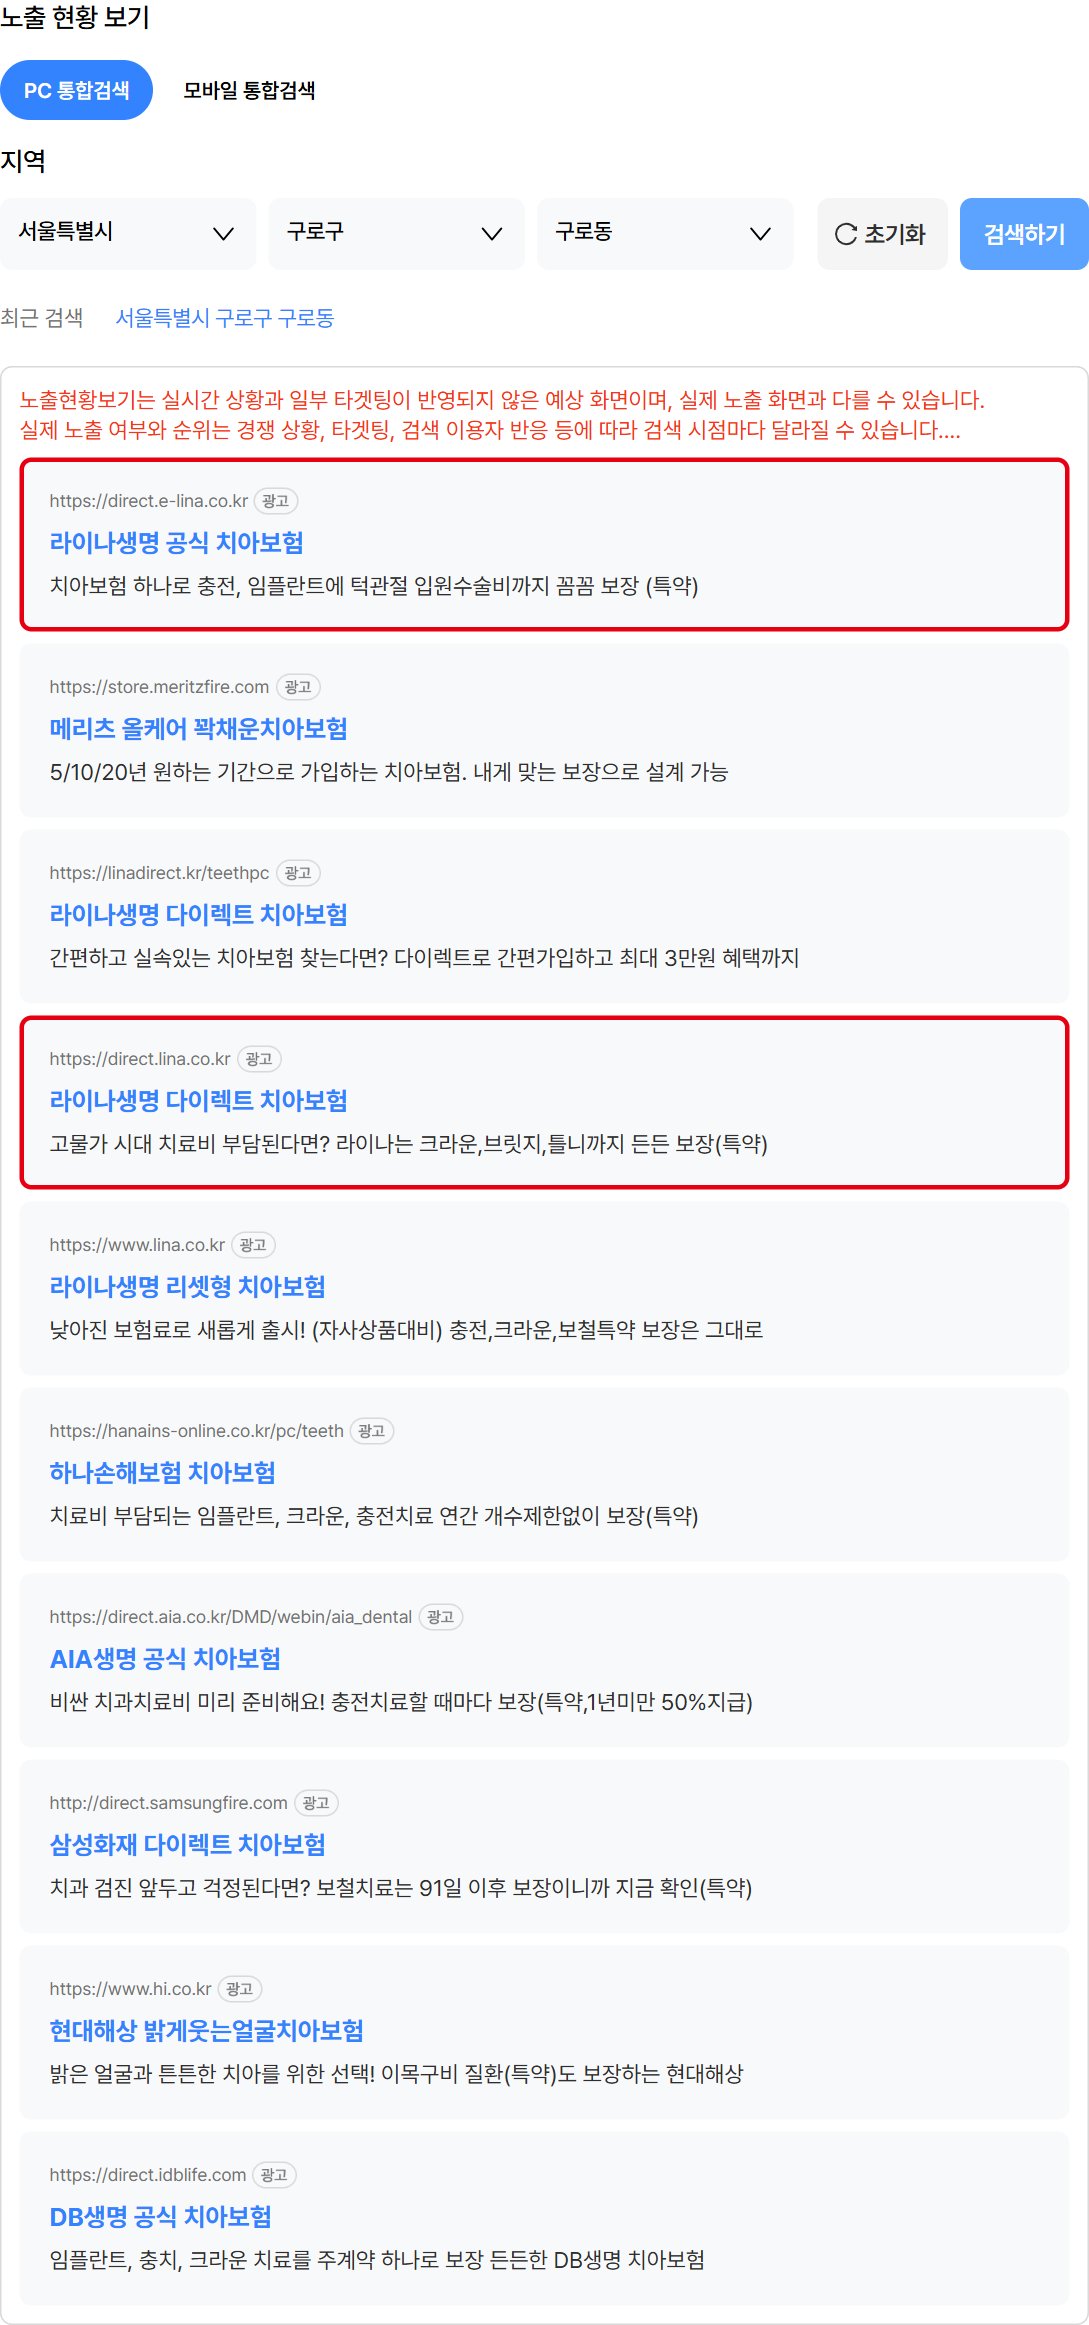 노출 현황 보기
PC 통합검색 모바일 통합검색
지역
서울특별시 구로구 구로동 초기화 검색하기
최근 검색 서울특별시 구로구 구로동
노출현황보기는 실시간 상황과 일부 타겟팅이 반영되지 않은 예상 화면이며, 실제 노출 화면과 다를 수 있습니다.
실제 노출 여부와 순위는 경쟁 상황, 타겟팅, 검색 이용자 반응 등에 따라 검색 시점마다 달라질 수 있습니다....
https://direct.e-lina.co.kr 광고
라이나생명 공식 치아보험
치아보험 하나로 충전, 임플란트에 턱관절 입원수술비까지 꼼꼼 보장 (특약)
https://store.meritzfire.com 광고
메리츠 올케어 꽉채운치아보험
5/10/20년 원하는 기간으로 가입하는 치아보험. 내게 맞는 보장으로 설계 가능
https://linadirect.kr/teethpc 광고
라이나생명 다이렉트 치아보험
간편하고 실속있는 치아보험 찾는다면? 다이렉트로 간편가입하고 최대 3만원 혜택까지
https://direct.lina.co.kr 광고
라이나생명 다이렉트 치아보험
고물가 시대 치료비 부담된다면? 라이나는 크라운,브릿지,틀니까지 든든 보장(특약)
https://www.lina.co.kr 광고
라이나생명 리셋형 치아보험
낮아진 보험료로 새롭게 출시! (자사상품대비) 충전,크라운,보철특약 보장은 그대로
https://hanains-online.co.kr/pc/teeth 광고
하나손해보험 치아보험
치료비 부담되는 임플란트, 크라운, 충전치료 연간 개수제한없이 보장(특약)
https://direct.aia.co.kr/DMD/webin/aia_dental 광고
AIA생명 공식 치아보험
비싼 치과치료비 미리 준비해요! 충전치료할 때마다 보장(특약,1년미만 50%지급)
http://direct.samsungfire.com 광고
삼성화재 다이렉트 치아보험
치과 검진 앞두고 걱정된다면? 보철치료는 91일 이후 보장이니까 지금 확인(특약)
https://www.hi.co.kr 광고
현대해상 밝게웃는얼굴치아보험
밝은 얼굴과 튼튼한 치아를 위한 선택! 이목구비 질환(특약)도 보장하는 현대해상
https://direct.idblife.com 광고
DB생명 공식 치아보험
임플란트, 충치, 크라운 치료를 주계약 하나로 보장 든든한 DB생명 치아보험